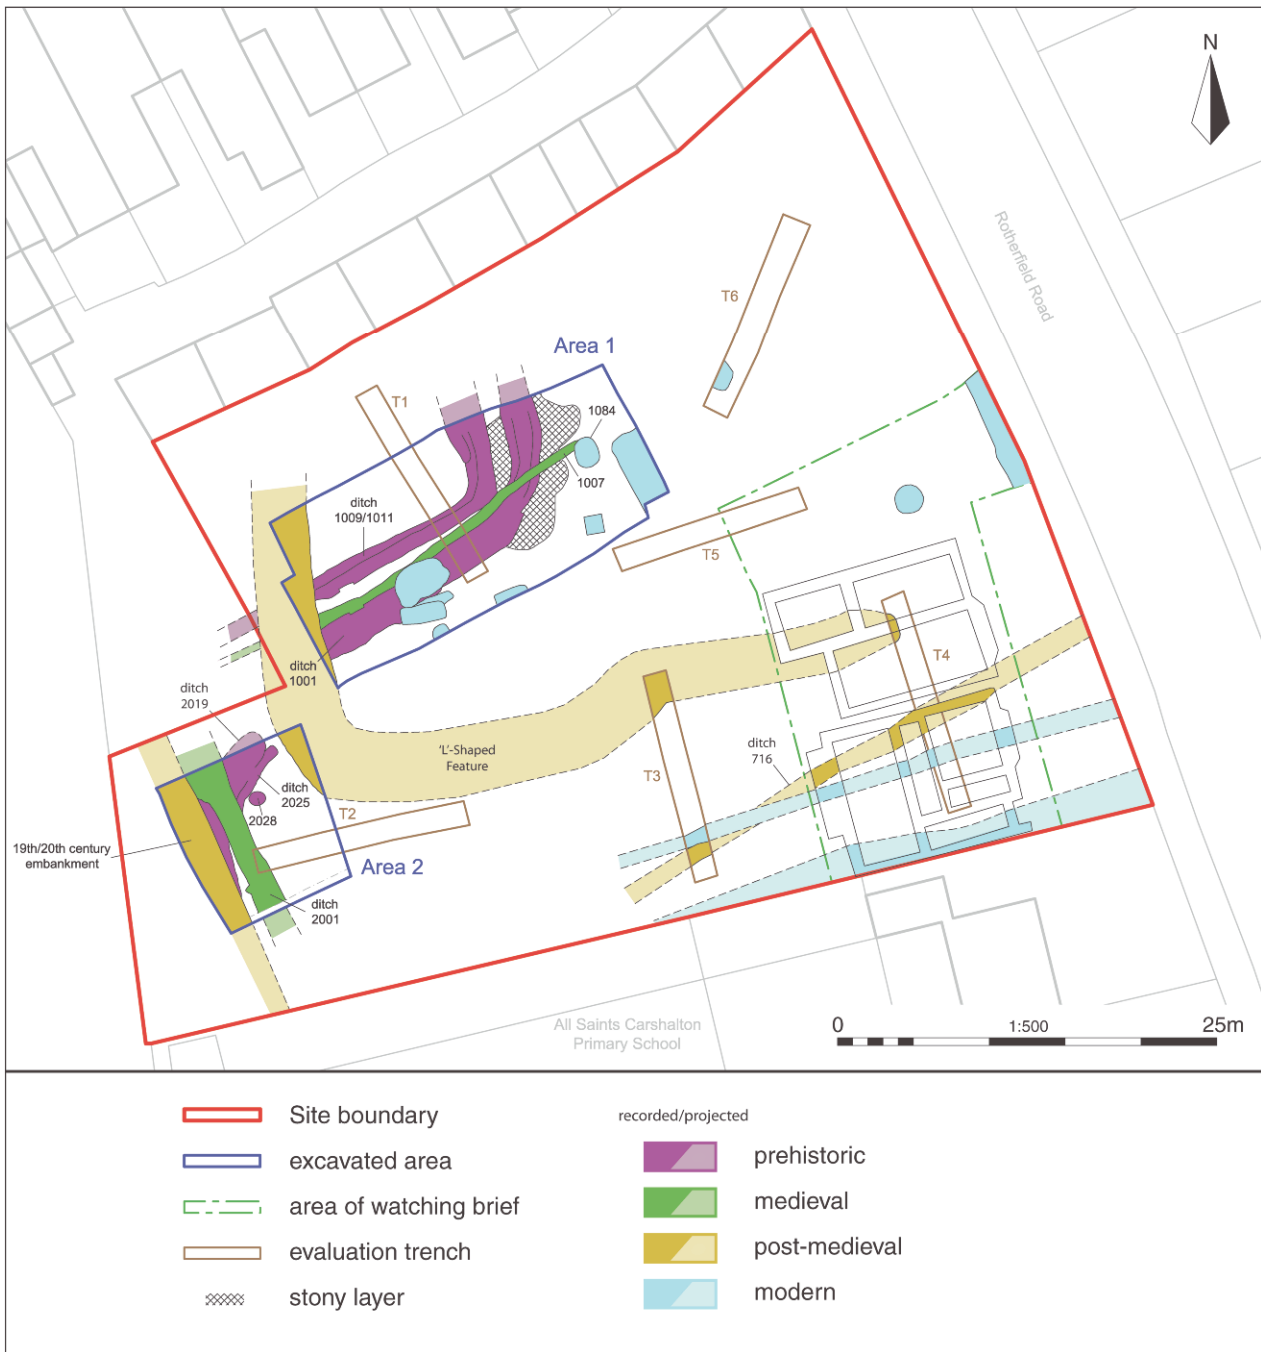 N
Rotherfield Road
T6
Area 1
1084
T1
1007
ditch
1009/1011
T5
ditch
1001
T4
ditch
2019
'L'-Shaped
Feature
ditch
716
T3
ditch
2025
2028
T2
19th/20th century
embankment
Area 2
ditch
2001
All Saints Carshalton
Primary School
0 1:500 25m
Site boundary
excavated area
area of watching brief
evaluation trench
stony layer
recorded/projected
prehistoric
medieval
post-medieval
modern